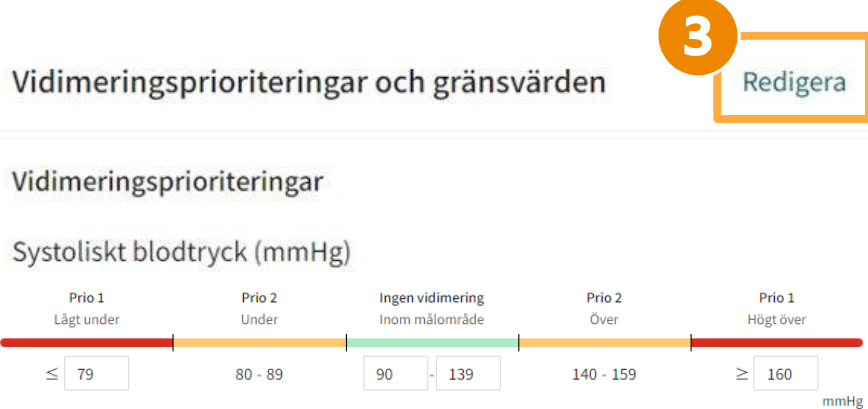 3
Vidimeringsprioriteringar och gränsvärden Redigera
Vidimeringsprioriteringar
Systoliskt blodtryck (mmHg)
Prio 1 Prio 2 Ingen vidimering Prio 2 Prio 1
Lågt under Under Inom målområde Över Högt över
≤ 79 80 - 89 90 - 139 140 - 159 ≥ 160
mmHg